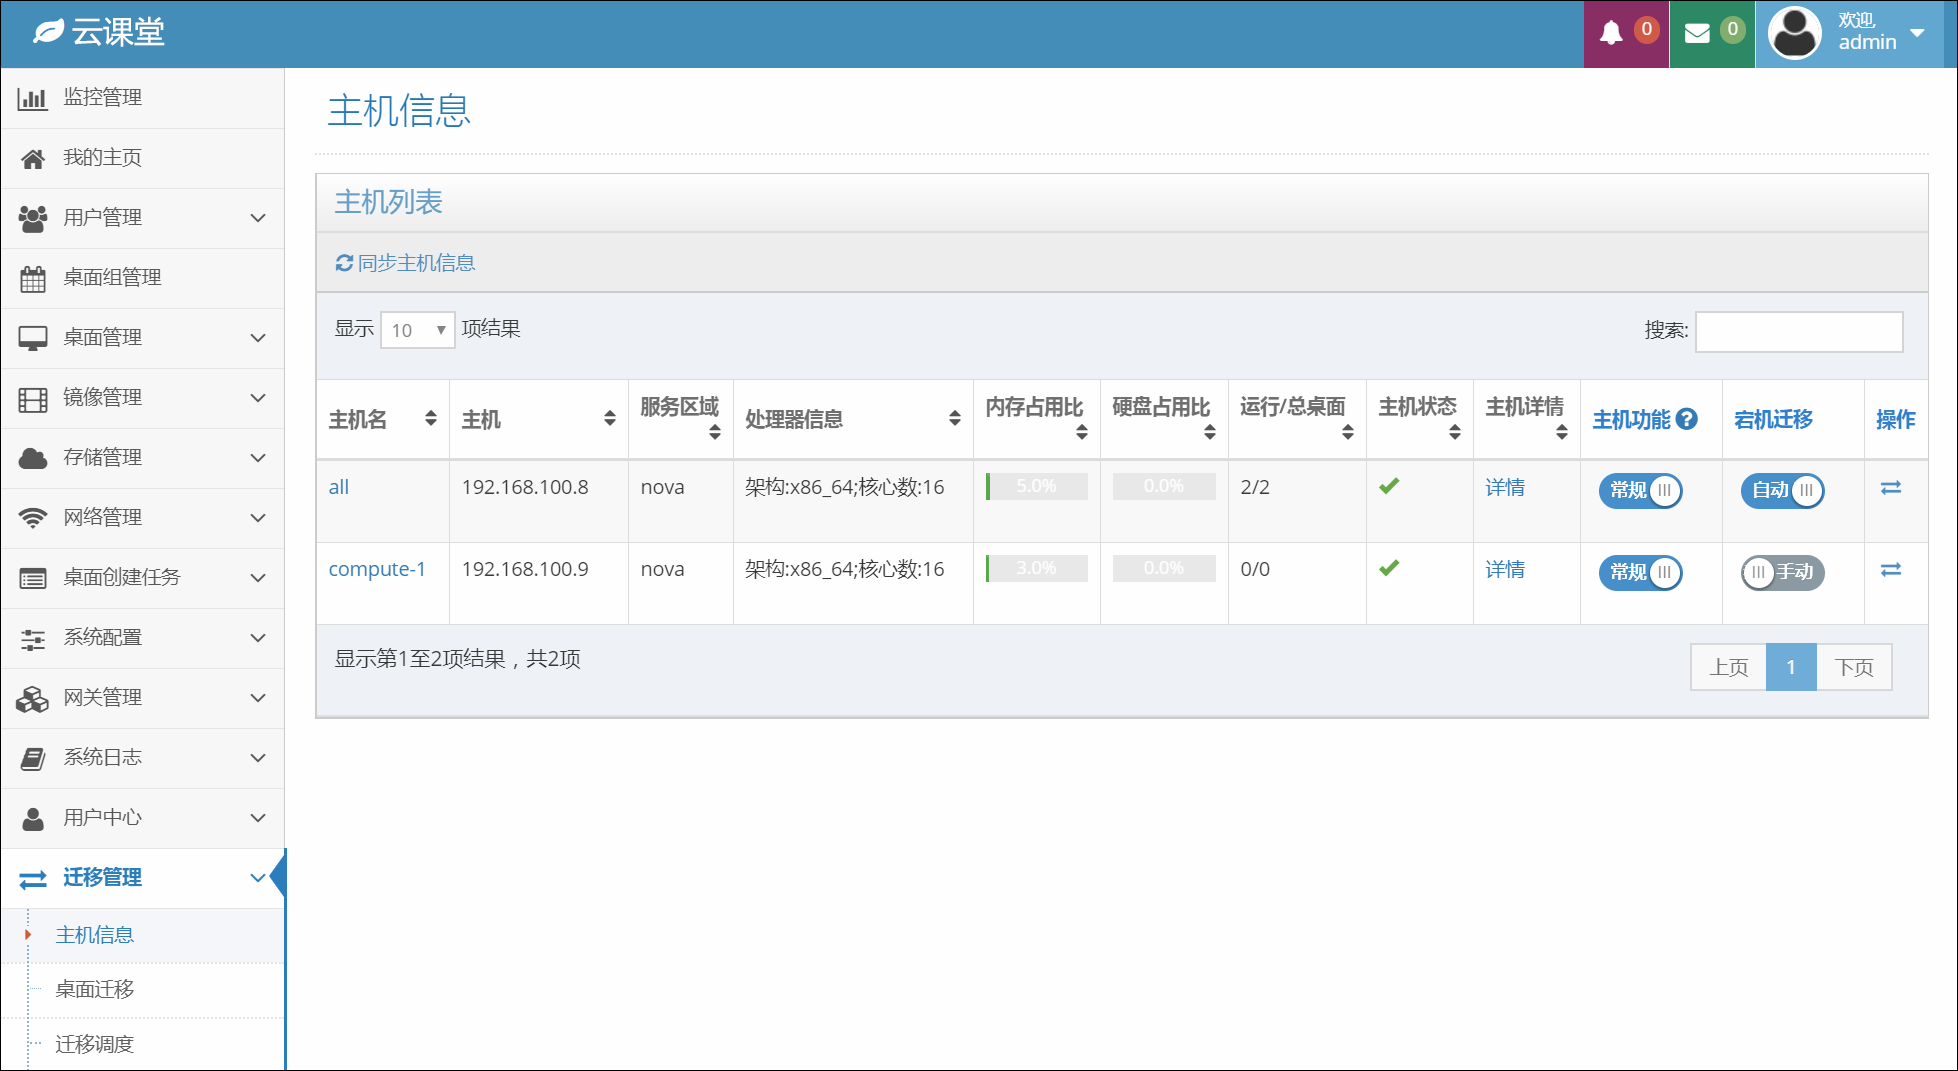 云课堂
0
0
欢迎,
admin
监控管理
我的主页
用户管理
桌面组管理
桌面管理
镜像管理
存储管理
网络管理
桌面创建任务
系统配置
网关管理
系统日志
用户中心
迁移管理
主机信息
桌面迁移
迁移调度
主机信息
主机列表
同步主机信息
显示 10 项结果
搜索:
主机名 主机 服务区域 处理器信息 内存占用比 硬盘占用比 运行/总桌面 主机状态 主机详情 主机功能 宕机迁移 操作
all 192.168.100.8 nova 架构:x86_64;核心数:16 5.0% 0.0% 2/2 详情 常规 自动
compute-1 192.168.100.9 nova 架构:x86_64;核心数:16 3.0% 0.0% 0/0 详情 常规 手动
显示第1至2项结果，共2项
上页 1 下页